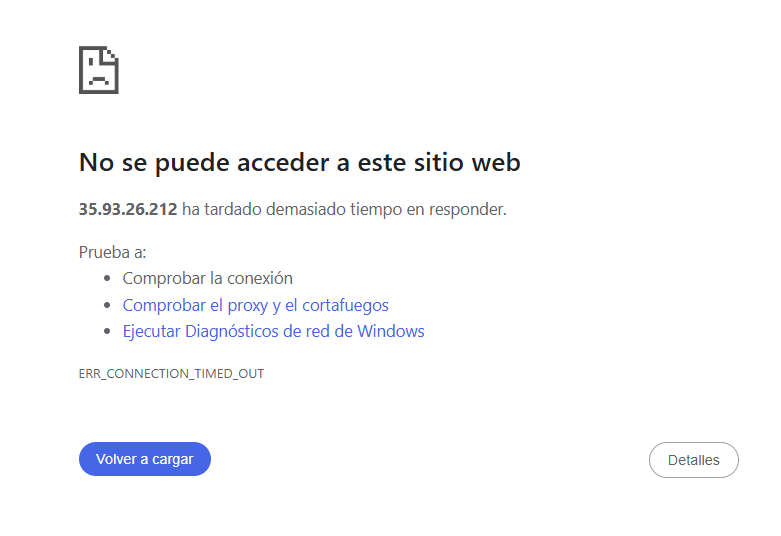 No se puede acceder a este sitio web
35.93.26.212 ha tardado demasiado tiempo en responder.
Prueba a:
Comprobar la conexión
Comprobar el proxy y el cortafuegos
Ejecutar Diagnósticos de red de Windows
ERR_CONNECTION_TIMED_OUT
Volver a cargar
Detalles